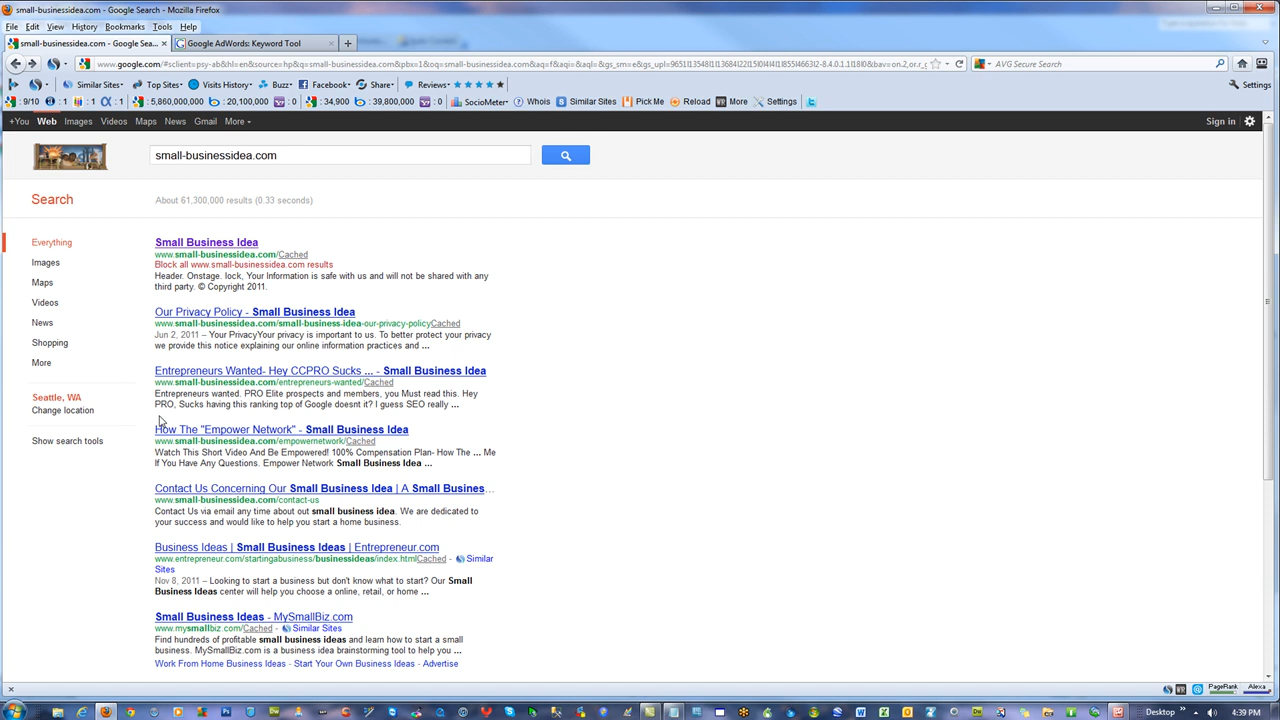 small-businessidea.com - Google Search - Mozilla Firefox
File Edit View History Bookmarks Tools Help
small-businessidea.com - Google Sea... × Google AdWords: Keyword Tool × +
AVG Secure Search
Similar Sites Top Sites Visits History Buzz Facebook Share Reviews Settings
9/10 : 1 : 1 : 1 : 5,860,000,000 : 20,100,000 : 0 : 34,900 : 39,800,000 : 0 SocioMeter Whois Similar Sites Pick Me Reload More Settings
+You Web Images Videos Maps News Gmail More Sign in
small-businessidea.com
Search About 61,300,000 results (0.33 seconds)
Everything
Images
Maps
Videos
News
Shopping
More
Seattle, WA
Change location
Show search tools
Small Business Idea
www.small-businessidea.com/Cached
Block all www.small-businessidea.com results
Header. Onstage. lock, Your Information is safe with us and will not be shared with any
third party. © Copyright 2011.
Our Privacy Policy - Small Business Idea
www.small-businessidea.com/small-business-idea-our-privacy-policyCached
Jun 2, 2011 – Your PrivacyYour privacy is important to us. To better protect your privacy
we provide this notice explaining our online information practices and ...
Entrepreneurs Wanted- Hey CCPRO Sucks ... - Small Business Idea
www.small-businessidea.com/entrepreneurs-wanted/Cached
Entrepreneurs wanted. PRO Elite prospects and members, you Must read this. Hey
PRO, Sucks having this ranking top of Google doesnt it? I guess SEO really ...
How The "Empower Network" - Small Business Idea
www.small-businessidea.com/empowernetwork/Cached
Watch This Short Video And Be Empowered! 100% Compensation Plan- How The ... Me
If You Have Any Questions. Empower Network Small Business Idea ...
Contact Us Concerning Our Small Business Idea | A Small Busines...
www.small-businessidea.com/contact-us
Contact Us via email any time about out small business idea. We are dedicated to
your success and would like to help you start a home business.
Business Ideas | Small Business Ideas | Entrepreneur.com
www.entrepreneur.com/startingabusiness/businessideas/index.htmlCached - Similar
Sites
Nov 8, 2011 – Looking to start a business but don't know what to start? Our Small
Business Ideas center will help you choose a online, retail, or home ...
Small Business Ideas - MySmallBiz.com
www.mysmallbiz.com/Cached - Similar Sites
Find hundreds of profitable small business ideas and learn how to start a small
business. MySmallBiz.com is a business idea brainstorming tool to help you ...
Work From Home Business Ideas - Start Your Own Business Ideas - Advertise
PageRank Alexa
Desktop 4:39 PM